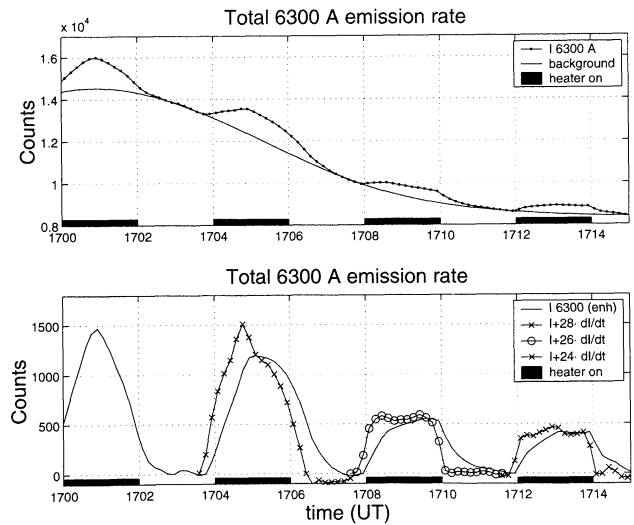 Total 6300 A emission rate
x 10⁴
I 6300 A
background
heater on
1.6
1.4
1.2
1
0.8
Counts
1700 1702 1704 1706 1708 1710 1712 1714
Total 6300 A emission rate
I 6300 (enh)
I+28· dI/dt
I+26· dI/dt
I+24· dI/dt
heater on
1500
1000
500
0
Counts
1700 1702 1704 1706 1708 1710 1712 1714
time (UT)